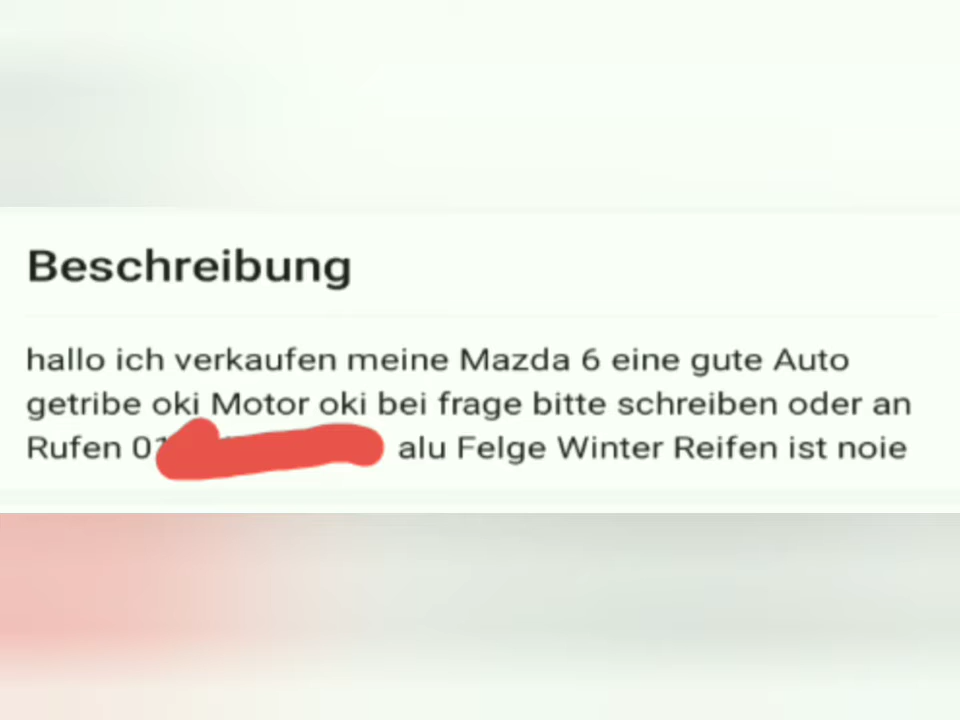 Beschreibung
hallo ich verkaufen meine Mazda 6 eine gute Auto
getribe oki Motor oki bei frage bitte schreiben oder an
Rufen 01 alu Felge Winter Reifen ist noie